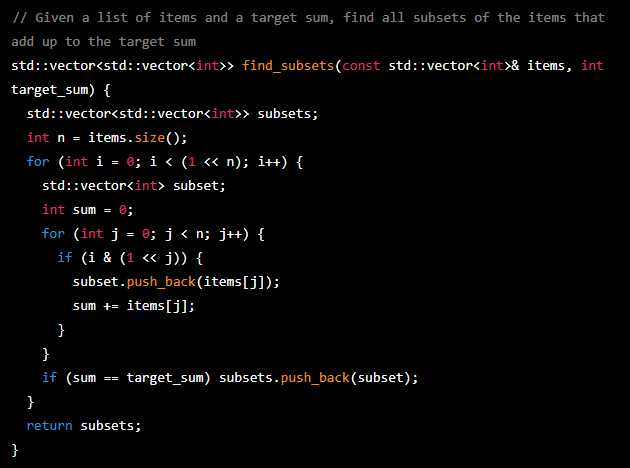 // Given a list of items and a target sum, find all subsets of the items that
add up to the target sum
std::vector<std::vector<int>> find_subsets(const std::vector<int>& items, int
target_sum) {
  std::vector<std::vector<int>> subsets;
  int n = items.size();
  for (int i = 0; i < (1 << n); i++) {
    std::vector<int> subset;
    int sum = 0;
    for (int j = 0; j < n; j++) {
      if (i & (1 << j)) {
        subset.push_back(items[j]);
        sum += items[j];
      }
    }
    if (sum == target_sum) subsets.push_back(subset);
  }
  return subsets;
}